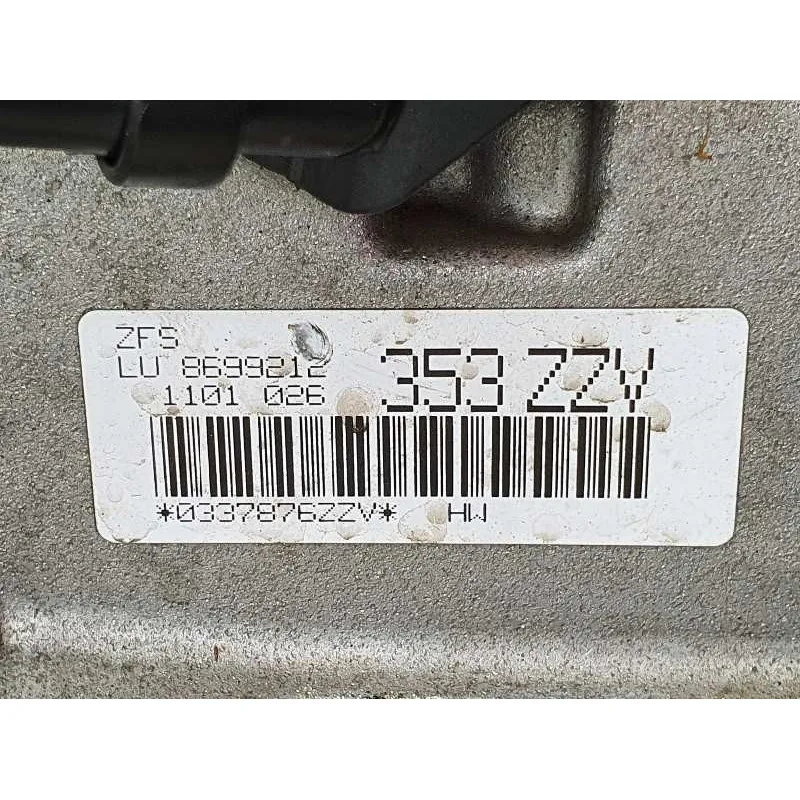 ZFS
LU 8699212
1101 026
353 ZZV
*0337876ZZV* HW